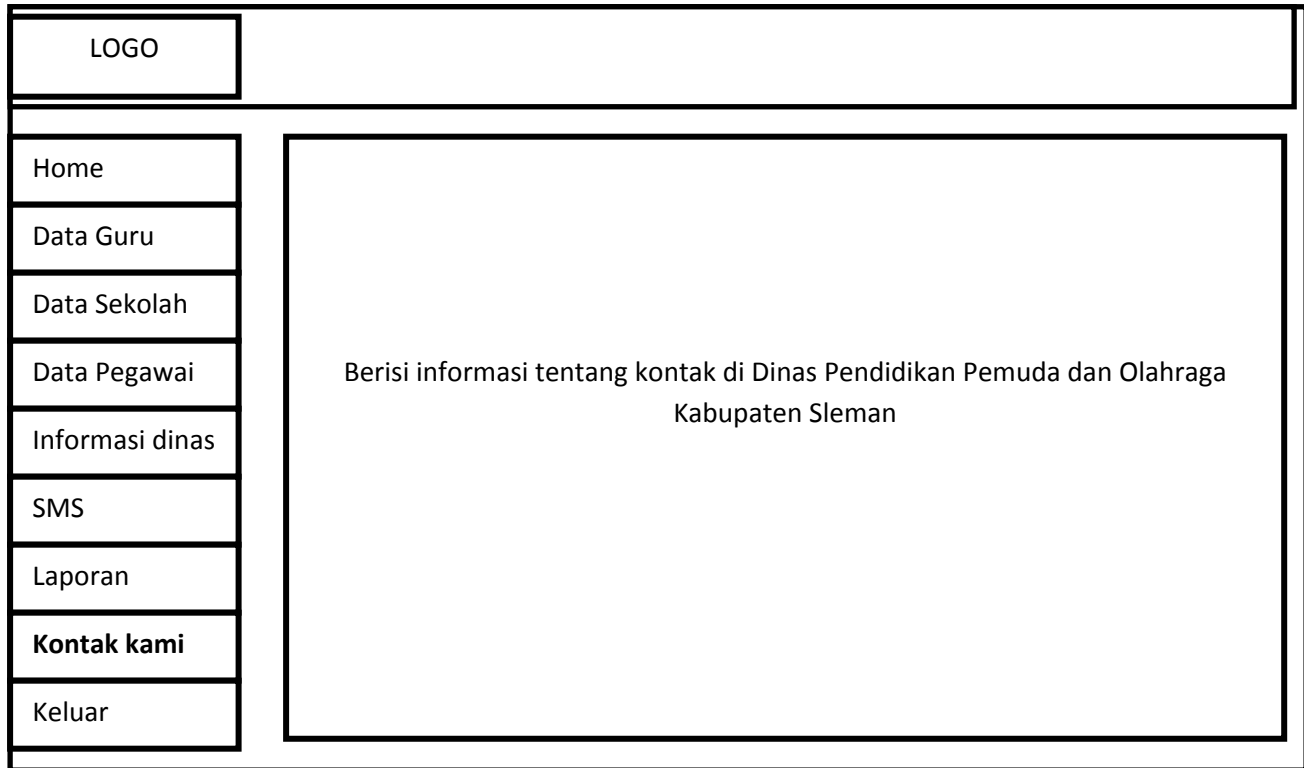 LOGO
Home
Data Guru
Data Sekolah
Data Pegawai
Informasi dinas
SMS
Laporan
Kontak kami
Keluar
Berisi informasi tentang kontak di Dinas Pendidikan Pemuda dan Olahraga
Kabupaten Sleman